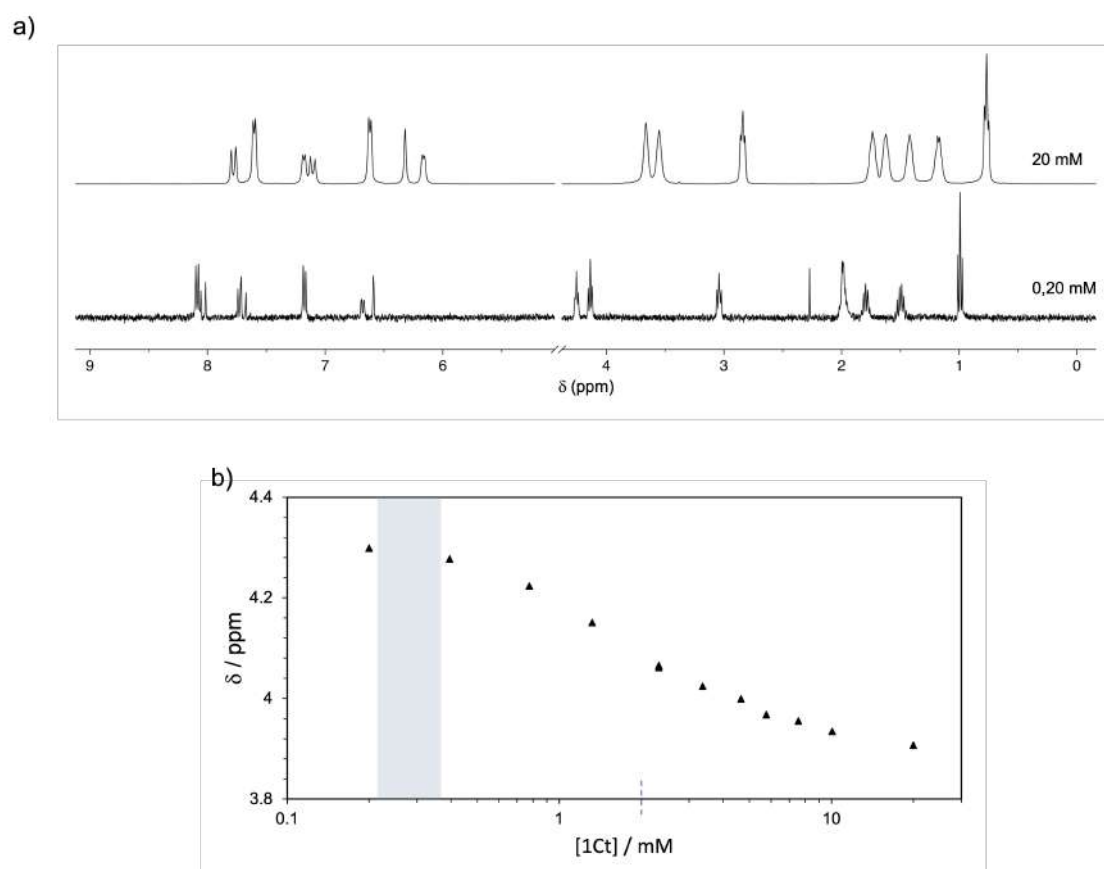 a)
20 mM
0,20 mM
9 8 7 6 4 3 2 1 0
δ (ppm)
b)
4.4
4.2
4
3.8
δ / ppm
0.1 1 10
[1Ct] / mM